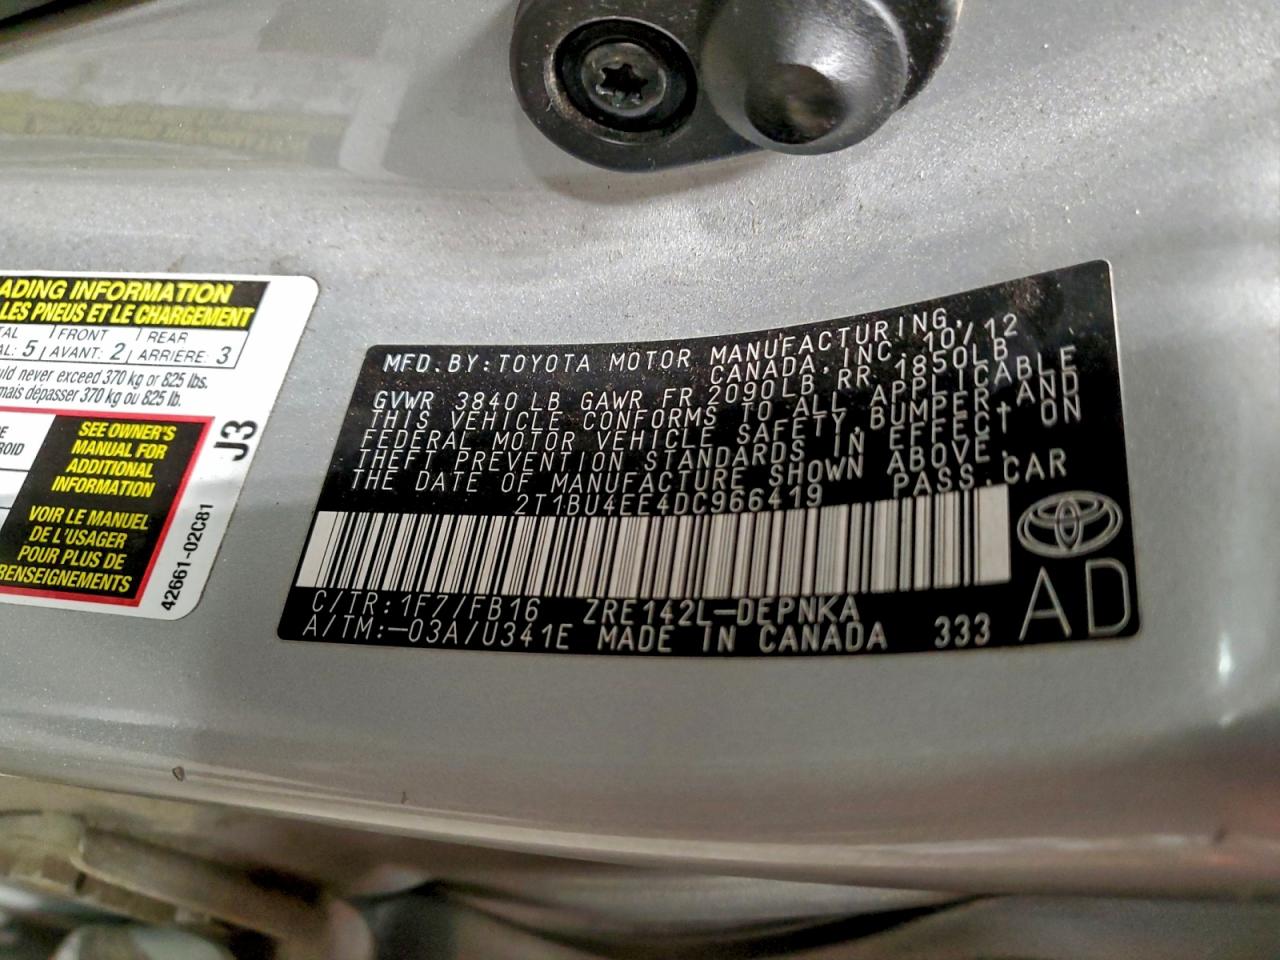 ADING INFORMATION
LES PNEUS ET LE CHARGEMENT
TAL FRONT REAR
AL: 5 AVANT: 2 ARRIERE: 3
uld never exceed 370 kg or 825 lbs.
mais dépasser 370 kg ou 825 lb.
SEE OWNER'S
MANUAL FOR
ADDITIONAL
INFORMATION
VOIR LE MANUEL
DE L'USAGER
POUR PLUS DE
RENSEIGNEMENTS
J3
42661-02C81
MFD. BY: TOYOTA MOTOR MANUFACTURING,
CANADA, INC. 10/12
GVWR 3840 LB GAWR FR 2090LB RR 1850LB
THIS VEHICLE CONFORMS TO ALL APPLICABLE
FEDERAL MOTOR VEHICLE SAFETY, BUMPER, AND
THEFT PREVENTION STANDARDS IN EFFECT ON
THE DATE OF MANUFACTURE SHOWN ABOVE.
2T1BU4EE4DC966419 PASS. CAR
C/TR: 1F7/FB16 ZRE142L-DEPNKA
A/TM: -03A/U341E MADE IN CANADA 333
AD